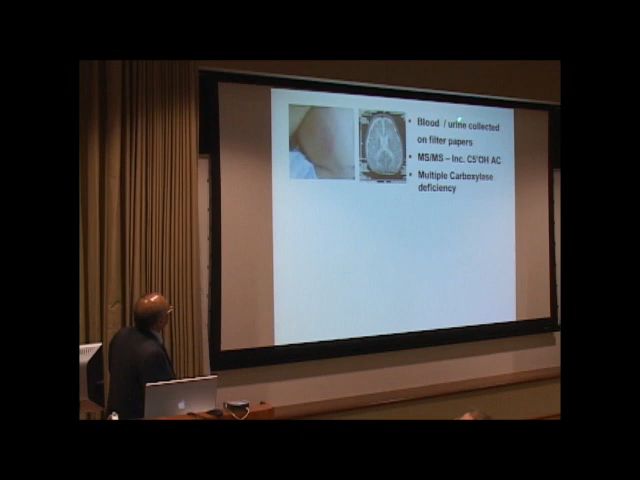 • Blood / urine collected
on filter papers
• MS/MS – Inc. C5'OH AC
• Multiple Carboxylase
deficiency